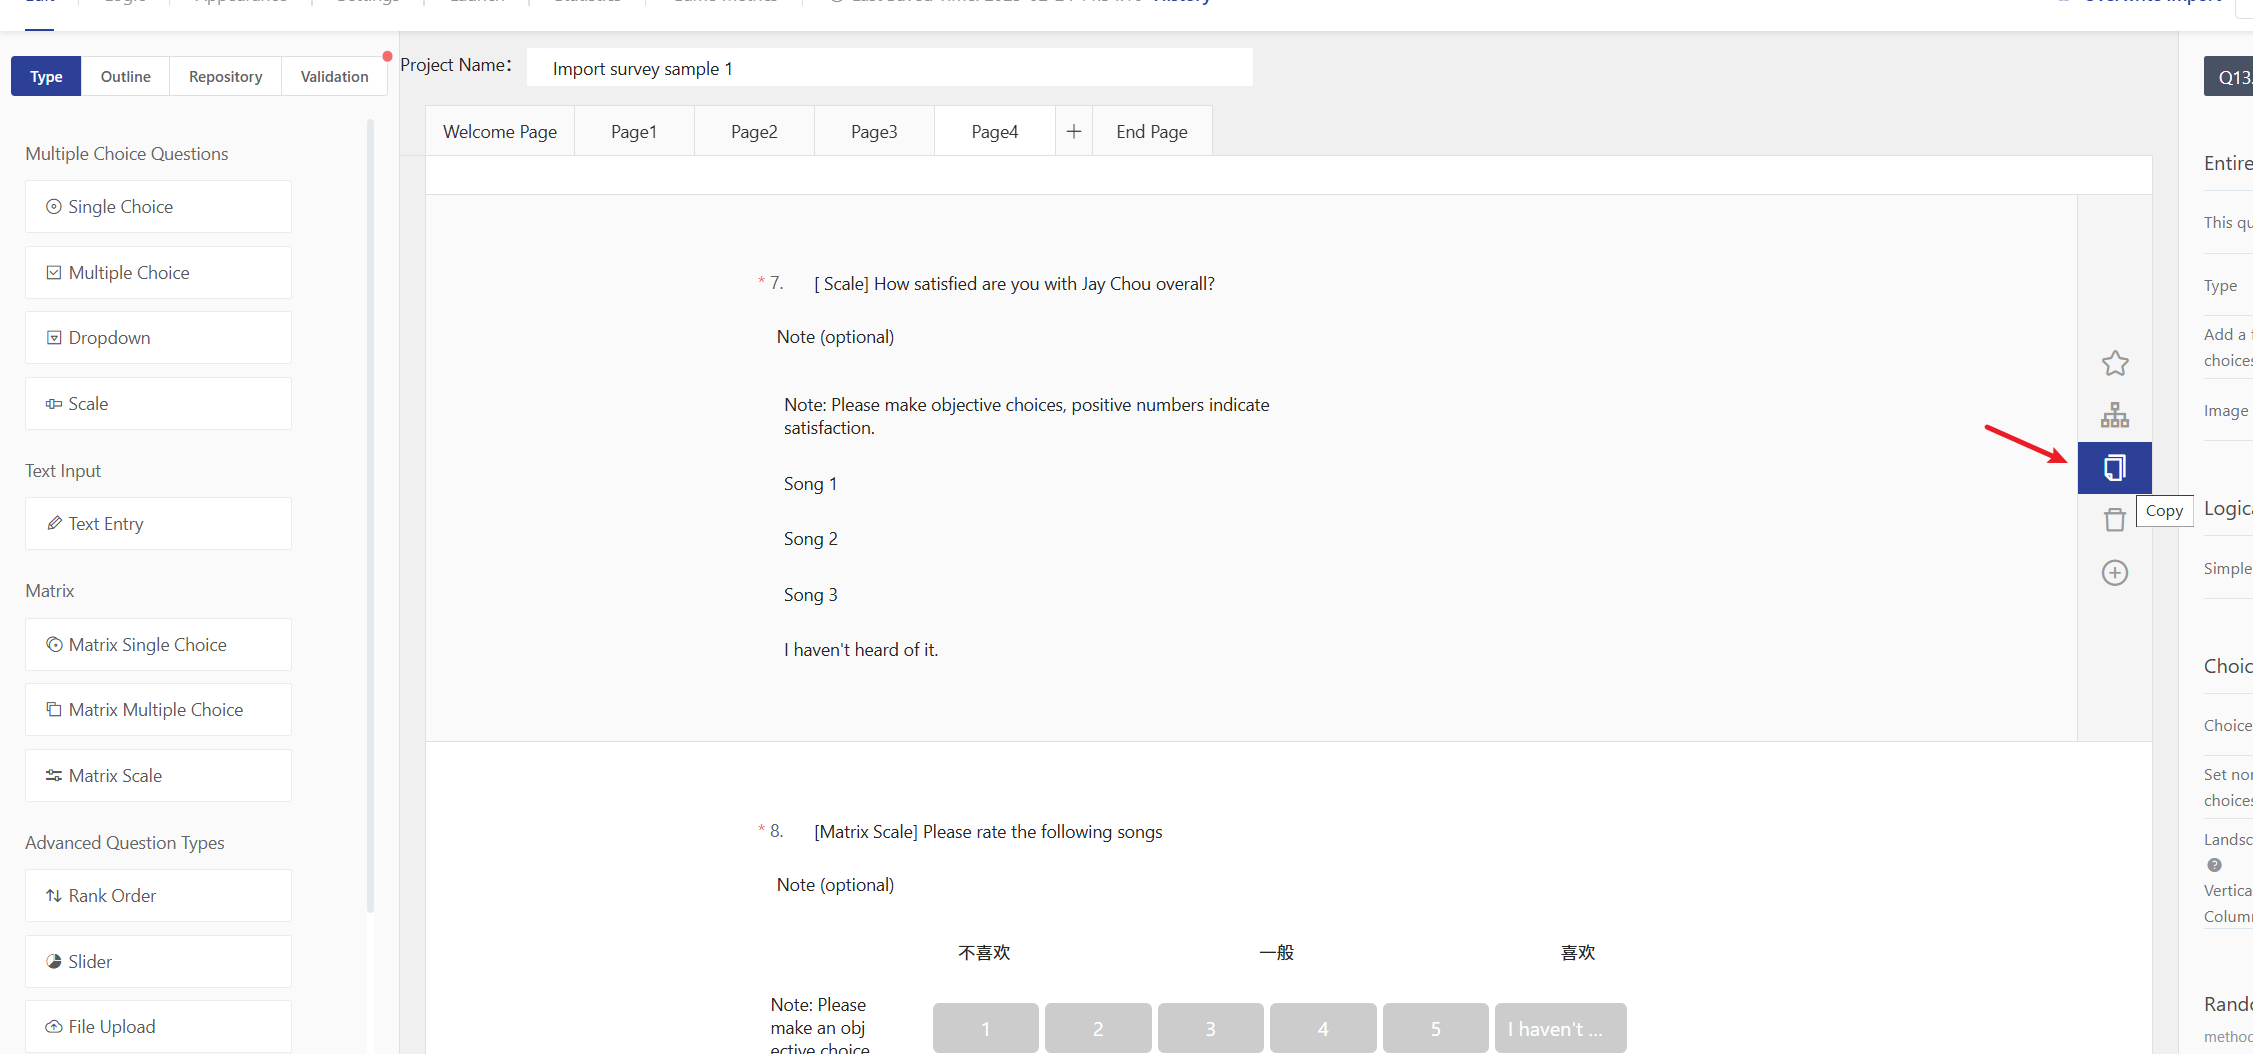 History
Type
Outline
Repository
Validation
Project Name:
Import survey sample 1
Q13.
Welcome Page
Page1
Page2
Page3
Page4
End Page
Multiple Choice Questions
Single Choice
Multiple Choice
Dropdown
Scale
Text Input
Text Entry
Matrix
Matrix Single Choice
Matrix Multiple Choice
Matrix Scale
Advanced Question Types
Rank Order
Slider
File Upload
* 7. [ Scale] How satisfied are you with Jay Chou overall?
Note (optional)
Note: Please make objective choices, positive numbers indicate
satisfaction.
Song 1
Song 2
Song 3
I haven't heard of it.
Copy
* 8. [Matrix Scale] Please rate the following songs
Note (optional)
不喜欢
一般
喜欢
Note: Please
make an obj
ective choice
1
2
3
4
5
I haven't ...
Entire
This qu
Type
Add a
choices
Image
Logic
Simple
Choic
Choice
Set no
choices
Landsc
Vertica
Colum
Rand
method